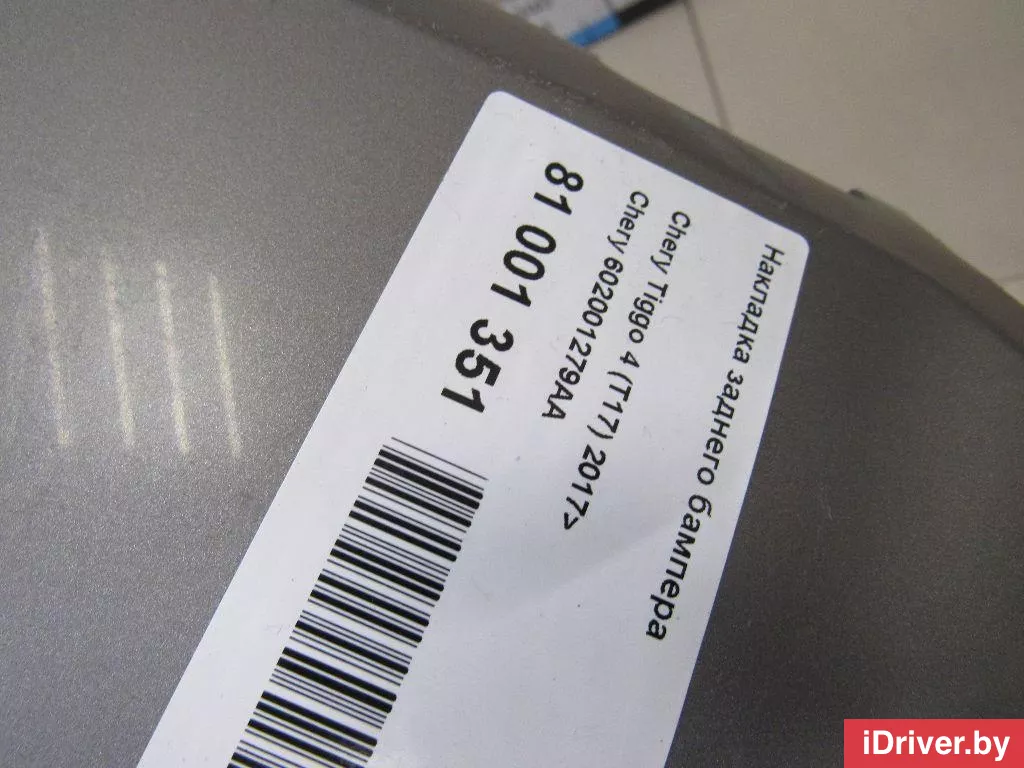 Накладка заднего бампера
Chery Tiggo 4 (T17) 2017>
Chery 602001279AA
81 001 351
iDriver.by